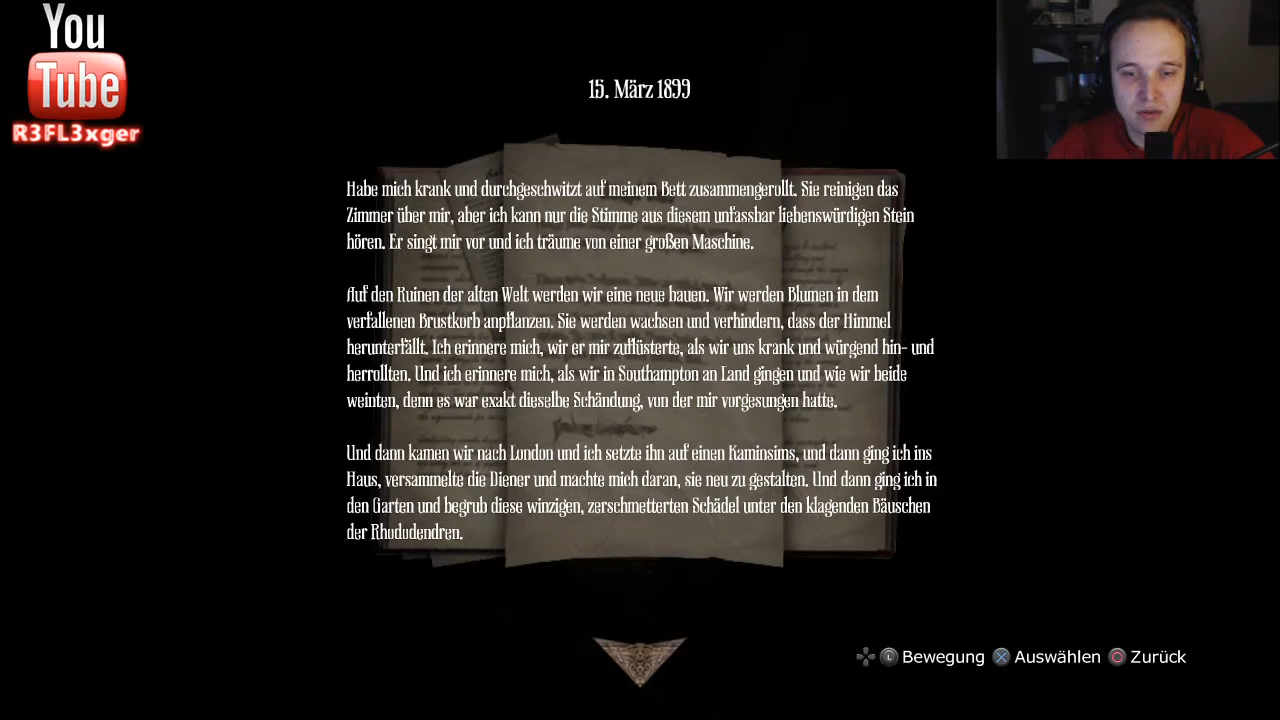 You
Tube
R3FL3xger
15. März 1899
Habe mich krank und durchgeschwitzt auf meinem Bett zusammengerollt. Sie reinigen das
Zimmer über mir, aber ich kann nur die Stimme aus diesem unfassbar liebenswürdigen Stein
hören. Er singt mir vor und ich träume von einer großen Maschine.
Auf den Ruinen der alten Welt werden wir eine neue bauen. Wir werden Blumen in dem
verfallenen Brustkorb anpflanzen. Sie werden wachsen und verhindern, dass der Himmel
herunterfällt. Ich erinnere mich, wir er mir zuflüsterte, als wir uns krank und würgend hin- und
herrollten. Und ich erinnere mich, als wir in Southampton an Land gingen und wie wir beide
weinten, denn es war exakt dieselbe Schändung, von der mir vorgesungen hatte.
Und dann kamen wir nach London und ich setzte ihn auf einen Kaminsims, und dann ging ich ins
Haus, versammelte die Diener und machte mich daran, sie neu zu gestalten. Und dann ging ich in
den Garten und begrub diese winzigen, zerschmetterten Schädel unter den klagenden Bäuschen
der Rhododendren.
Bewegung Auswählen Zurück